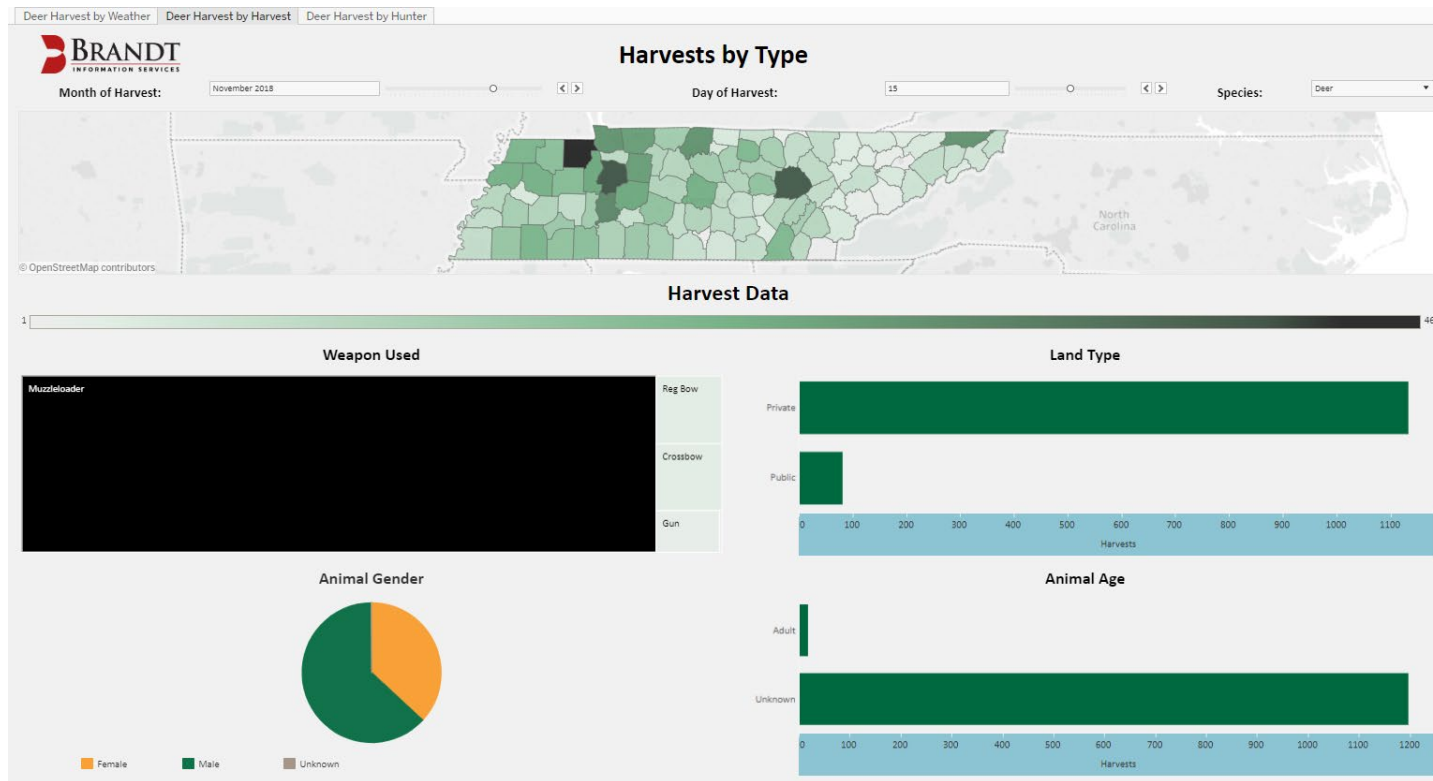 Deer Harvest by Weather Deer Harvest by Harvest Deer Harvest by Hunter
BRANDT
INFORMATION SERVICES
Harvests by Type
Month of Harvest: November 2018 Day of Harvest: 15 Species: Deer
North
Carolina
© OpenStreetMap contributors
Harvest Data
1 46
Weapon Used
Muzzleloader
Reg Bow
Crossbow
Gun
Land Type
Private
Public
0 100 200 300 400 500 600 700 800 900 1000 1100
Harvests
Animal Gender
Female Male Unknown
Animal Age
Adult
Unknown
0 100 200 300 400 500 600 700 800 900 1000 1100 1200
Harvests